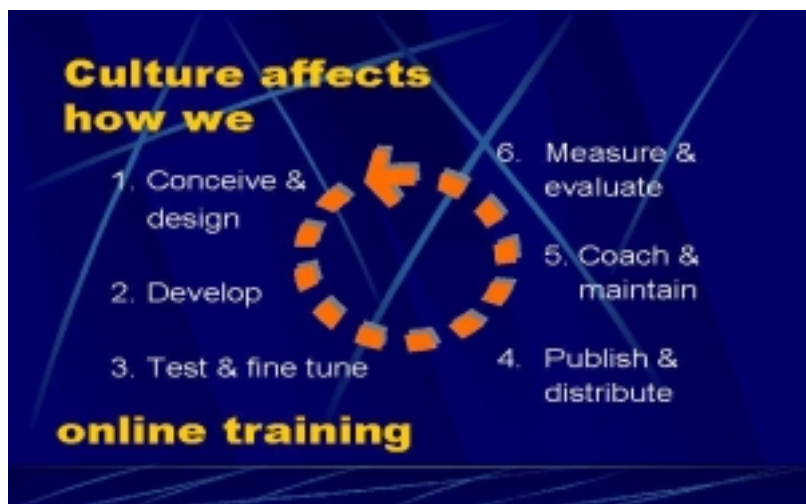 Culture affects
how we
1. Conceive &
design
2. Develop
3. Test & fine tune
4. Publish &
distribute
5. Coach &
maintain
6. Measure &
evaluate
online training